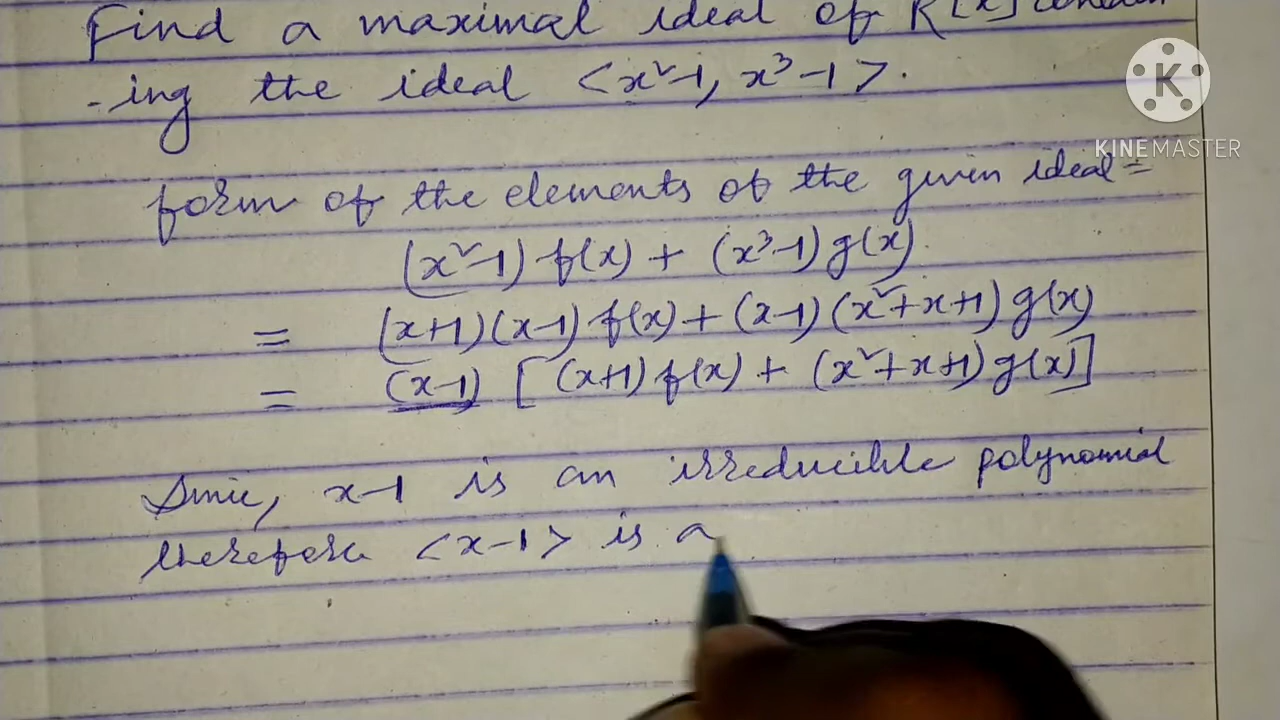 Find a maximal ideal of R[x] contain
-ing the ideal <x²-1, x³-1>.
form of the elements of the given ideal =
(x²-1) f(x) + (x³-1) g(x).
= (x+1)(x-1) f(x) + (x-1)(x²+x+1) g(x)
= (x-1) [(x+1) f(x) + (x²+x+1) g(x)]
Since, x-1 is an irreducible polynomial
therefore <x-1> is a
K
KINEMASTER